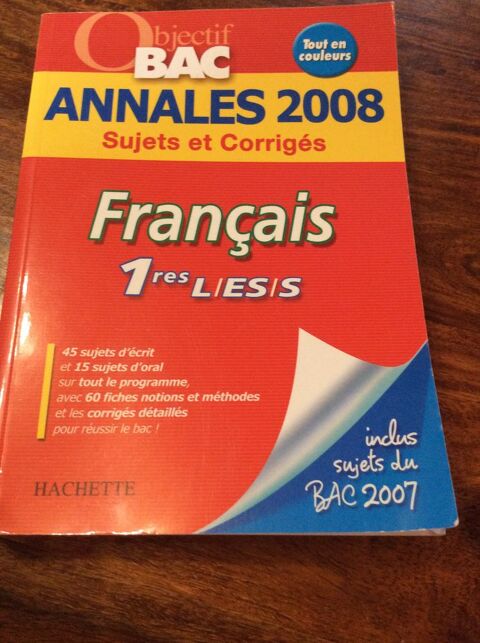 Objectif
BAC
Tout en
couleurs
ANNALES 2008
Sujets et Corrigés
Français
1res L/ES/S
45 sujets d'écrit
et 15 sujets d'oral
sur tout le programme,
avec 60 fiches notions et méthodes
et les corrigés détaillés
pour réussir le bac !
inclus
sujets du
BAC 2007
HACHETTE